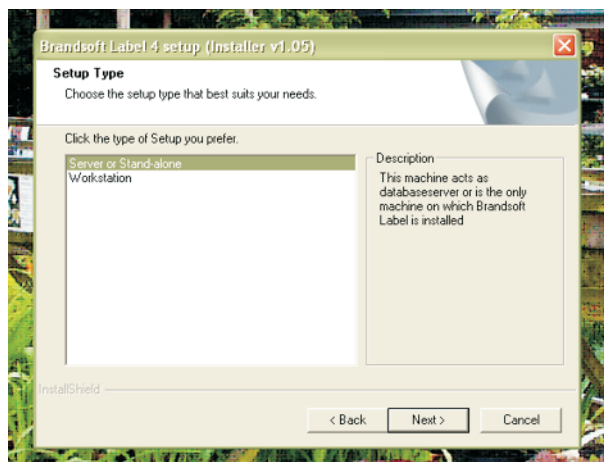 Brandsoft Label 4 setup (Installer v1.05)
Setup Type
Choose the setup type that best suits your needs.
Click the type of Setup you prefer.
Server or Stand-alone
Workstation
Description
This machine acts as
databaseserver or is the only
machine on which Brandsoft
Label is installed
InstallShield
< Back
Next >
Cancel